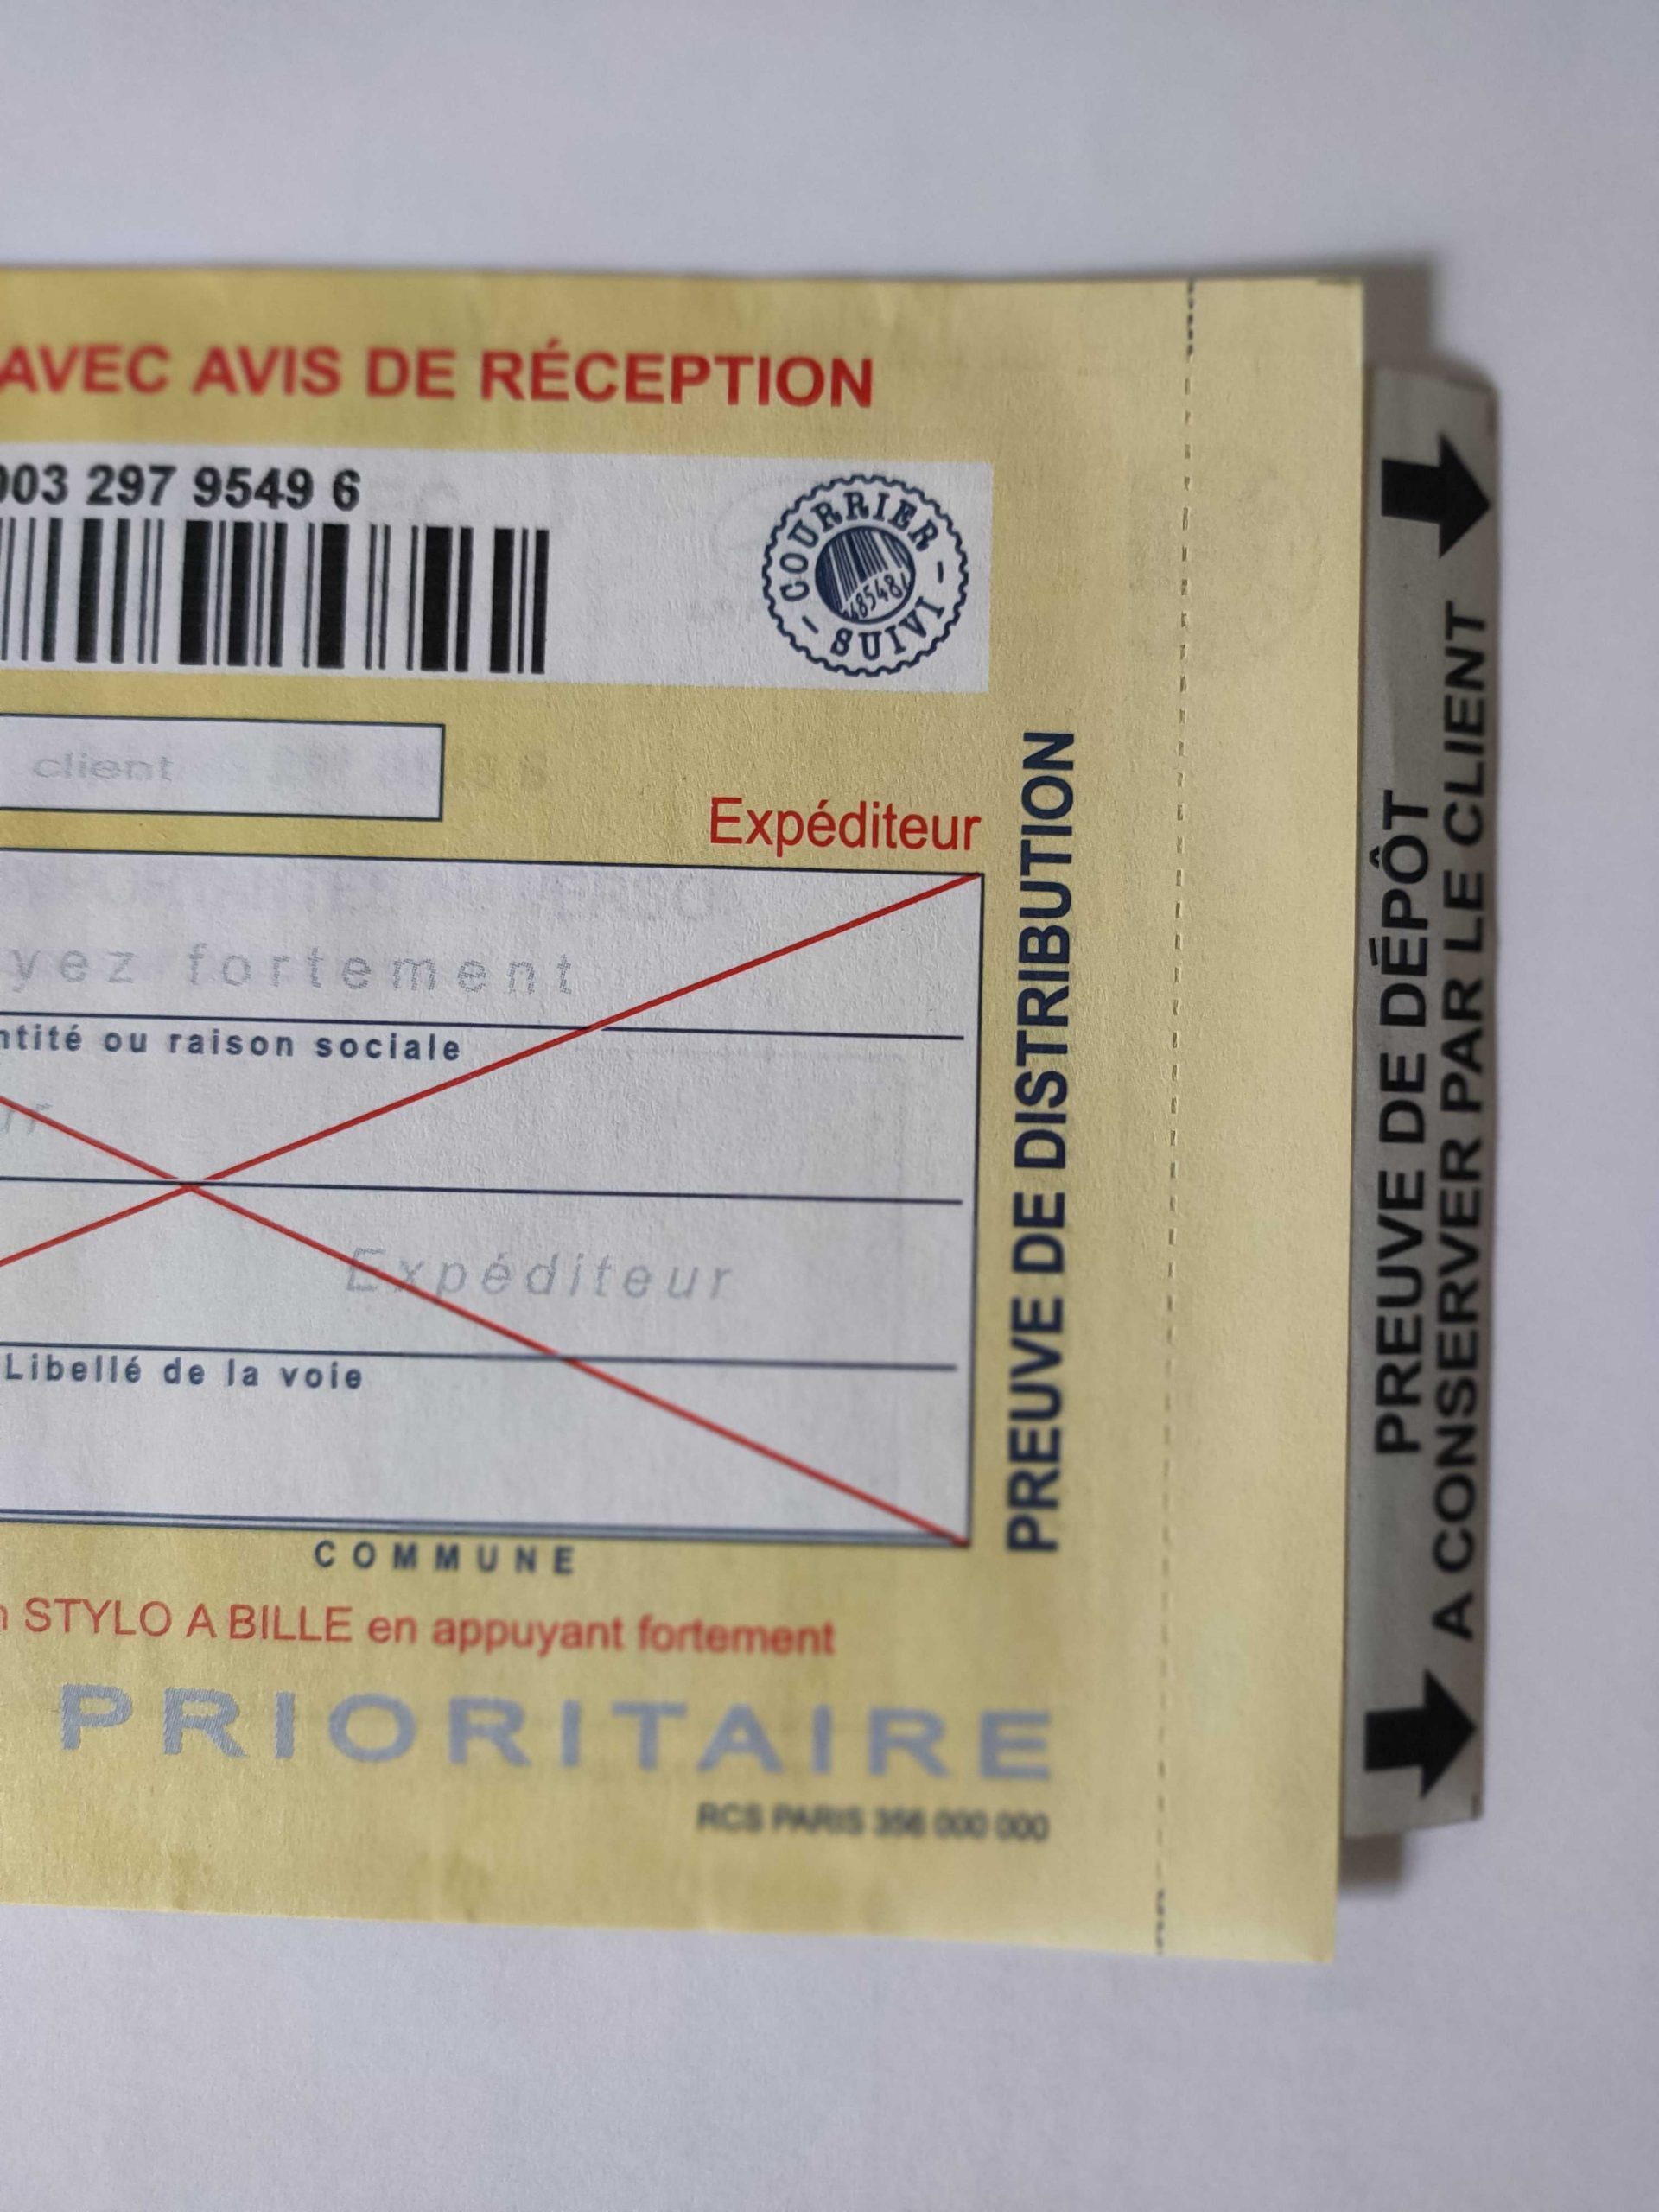 AVEC AVIS DE RÉCEPTION
03 297 9549 6
COURRIER
48548
SUIVI
client
Expéditeur
yez fortement
ntité ou raison sociale
Expéditeur
Libellé de la voie
COMMUNE
STYLO A BILLE en appuyant fortement
PRIORITAIRE
RCS PARIS 356 000 000
PREUVE DE DISTRIBUTION
PREUVE DE DÉPÔT
A CONSERVER PAR LE CLIENT